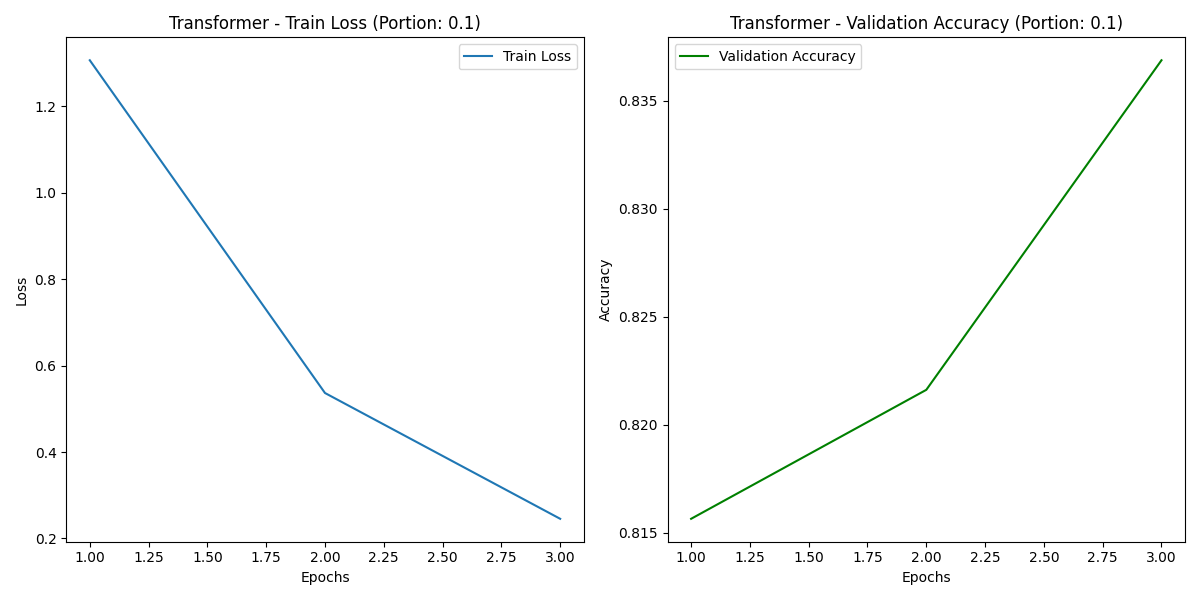 Transformer - Train Loss (Portion: 0.1)
Train Loss
1.2
1.0
0.8
0.6
0.4
0.2
Loss
1.00 1.25 1.50 1.75 2.00 2.25 2.50 2.75 3.00
Epochs
Transformer - Validation Accuracy (Portion: 0.1)
Validation Accuracy
0.835
0.830
0.825
0.820
0.815
Accuracy
1.00 1.25 1.50 1.75 2.00 2.25 2.50 2.75 3.00
Epochs